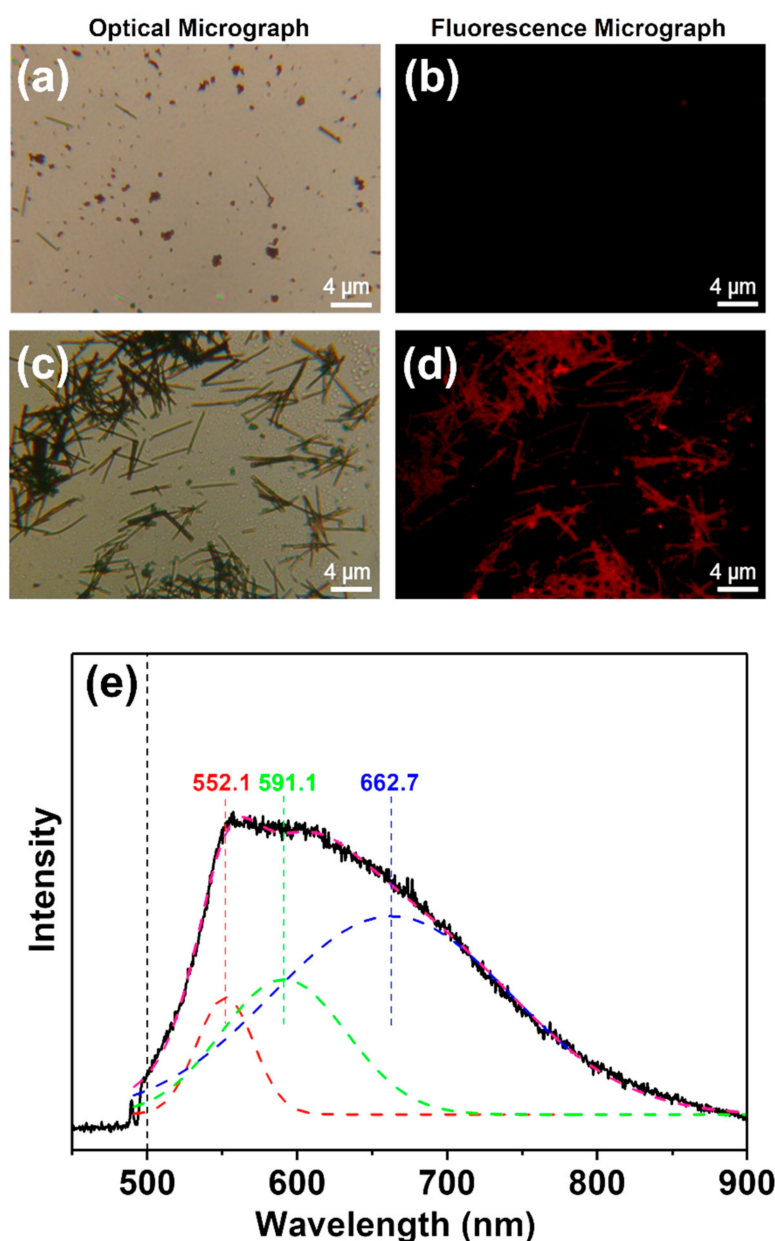 Optical Micrograph
Fluorescence Micrograph
(a)
4 µm
(b)
4 µm
(c)
4 µm
(d)
4 µm
(e)
552.1
591.1
662.7
Intensity
500
600
700
800
900
Wavelength (nm)